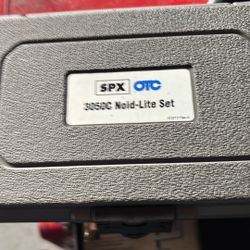 SPX OTC
3050C Noid-Lite Set